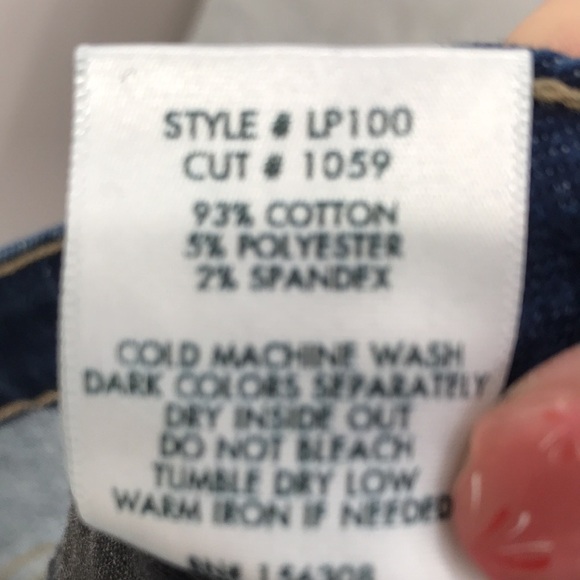 STYLE # LP100
CUT # 1059
93% COTTON
5% POLYESTER
2% SPANDEX
COLD MACHINE WASH
DARK COLORS SEPARATELY
DRY INSIDE OUT
DO NOT BLEACH
TUMBLE DRY LOW
WARM IRON IF NEEDED